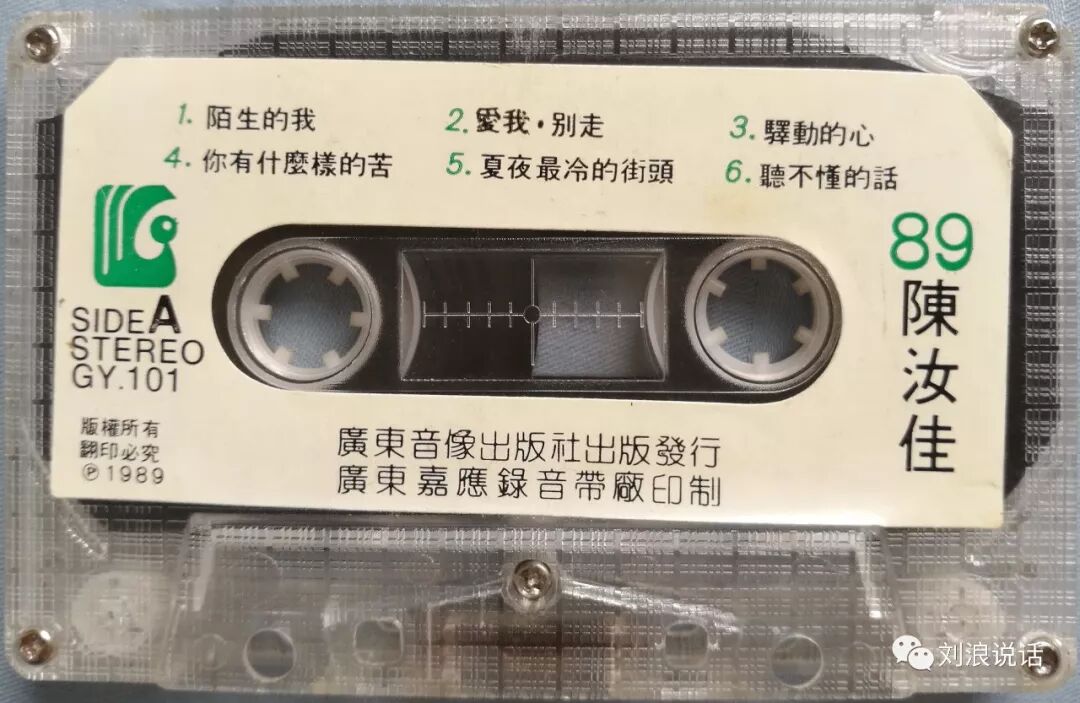 1. 陌生的我 2. 愛我·别走 3. 驛動的心
4. 你有什麼樣的苦 5. 夏夜最冷的街頭 6. 聽不懂的話
89
陳汝佳
SIDE A
STEREO
GY.101
版權所有
翻印必究
℗1989
廣東音像出版社出版發行
廣東嘉應錄音帶廠印制
刘浪说话